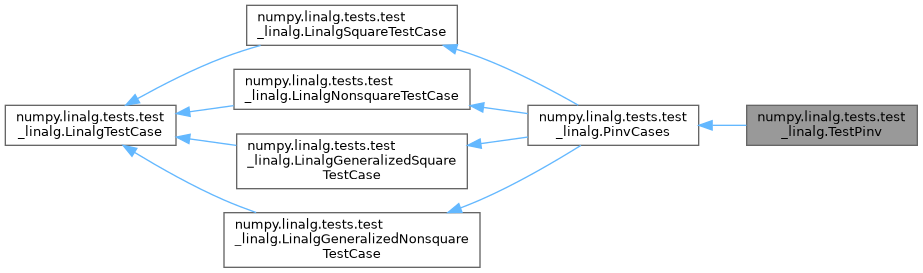 numpy.linalg.tests.test
_linalg.LinalgSquareTestCase
numpy.linalg.tests.test
_linalg.LinalgNonsquareTestCase
numpy.linalg.tests.test
_linalg.LinalgTestCase
numpy.linalg.tests.test
_linalg.PinvCases
numpy.linalg.tests.test
_linalg.TestPinv
numpy.linalg.tests.test
_linalg.LinalgGeneralizedSquare
TestCase
numpy.linalg.tests.test
_linalg.LinalgGeneralizedNonsquare
TestCase